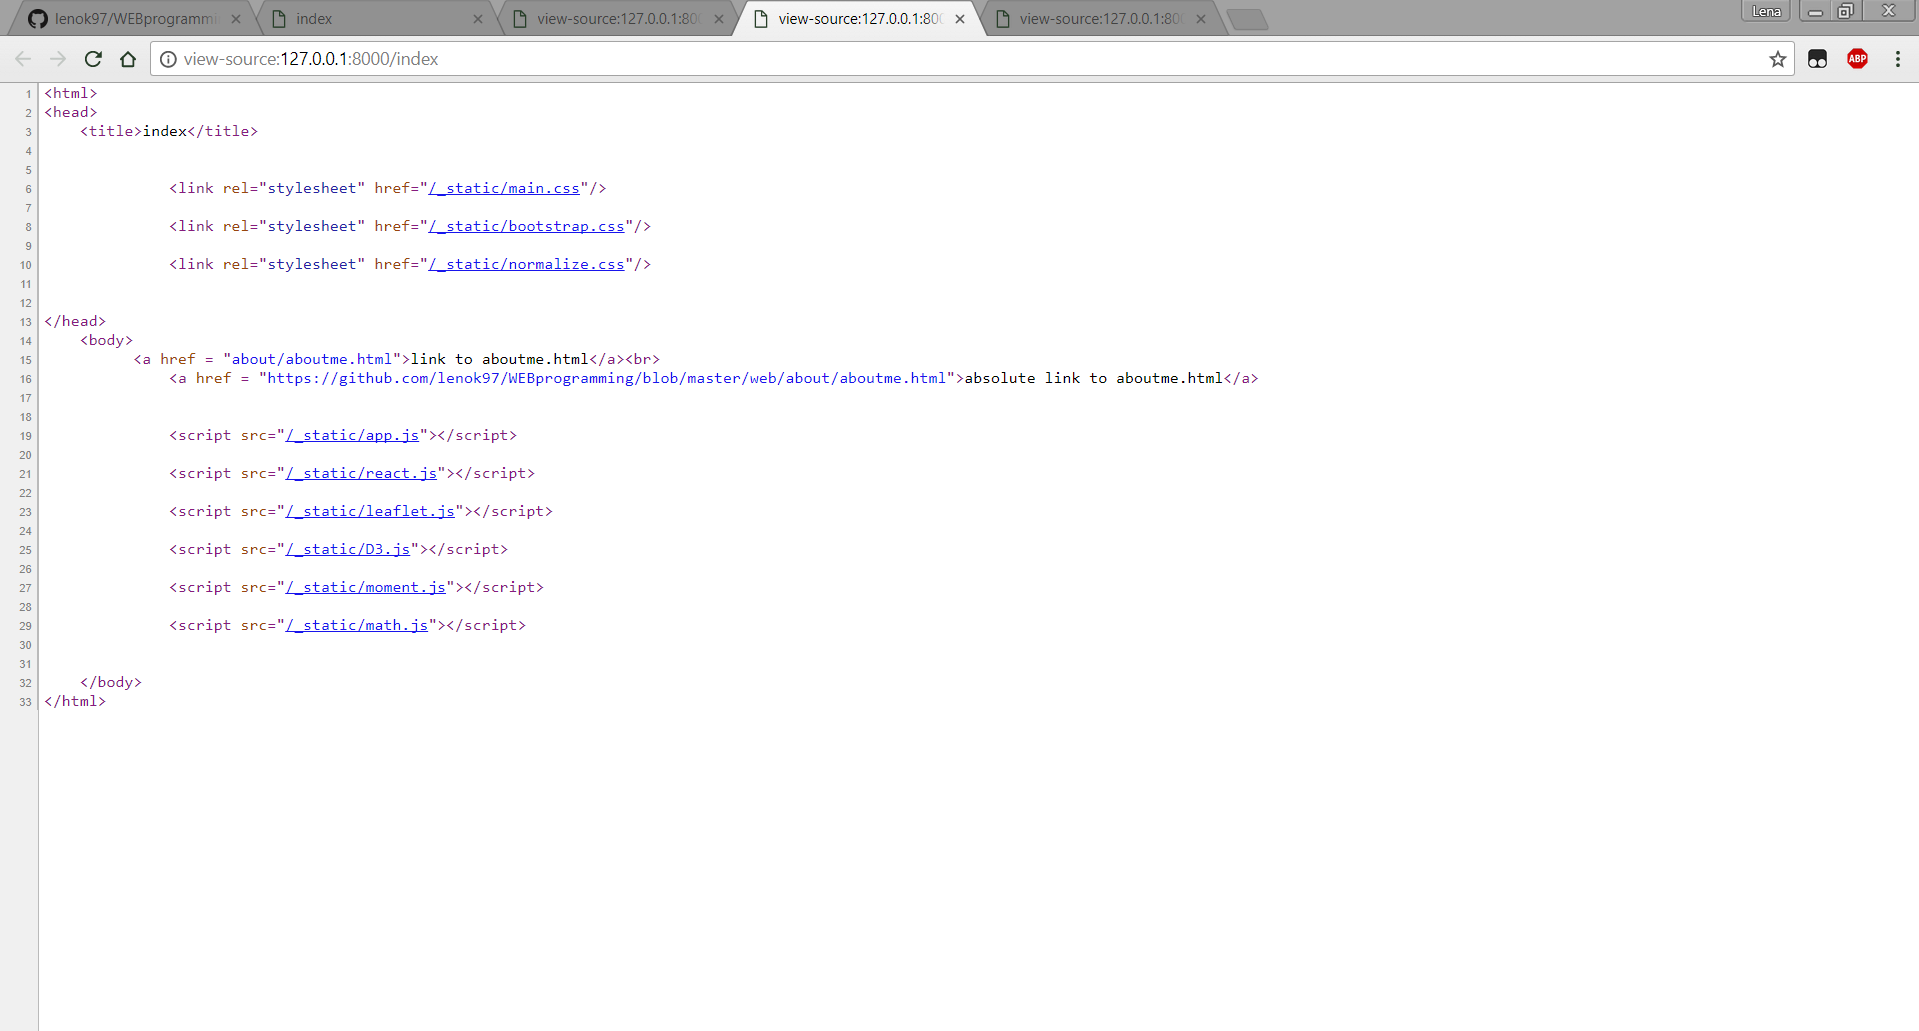 lenok97/WEBprogrammi
index
view-source:127.0.0.1:80
view-source:127.0.0.1:800
view-source:127.0.0.1:80
Lena
view-source:127.0.0.1:8000/index
ABP
1 <html>
2 <head>
3 <title>index</title>
4
5
6 <link rel="stylesheet" href="/_static/main.css"/>
7
8 <link rel="stylesheet" href="/_static/bootstrap.css"/>
9
10 <link rel="stylesheet" href="/_static/normalize.css"/>
11
12
13 </head>
14 <body>
15 <a href = "about/aboutme.html">link to aboutme.html</a><br>
16 <a href = "https://github.com/lenok97/WEBprogramming/blob/master/web/about/aboutme.html">absolute link to aboutme.html</a>
17
18
19 <script src="/_static/app.js"></script>
20
21 <script src="/_static/react.js"></script>
22
23 <script src="/_static/leaflet.js"></script>
24
25 <script src="/_static/D3.js"></script>
26
27 <script src="/_static/moment.js"></script>
28
29 <script src="/_static/math.js"></script>
30
31
32 </body>
33 </html>